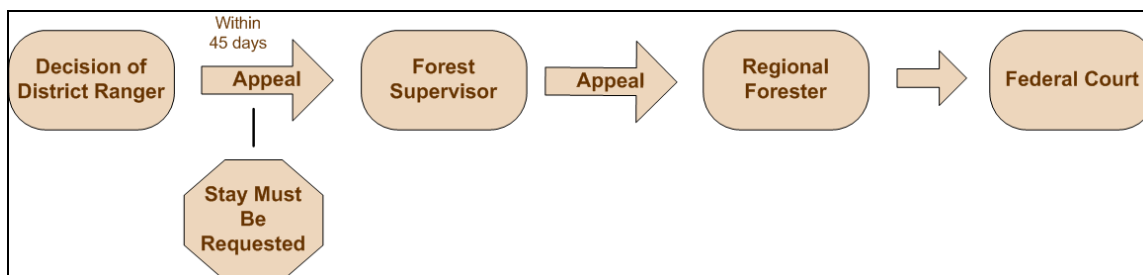 Within
45 days
Decision of
District Ranger
Appeal
Forest
Supervisor
Appeal
Regional
Forester
Federal Court
Stay Must
Be
Requested